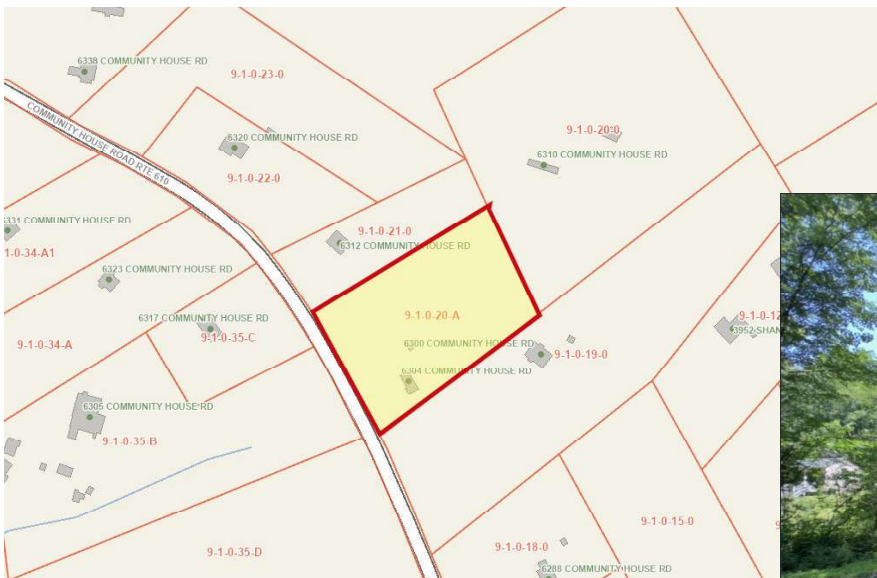 6338 COMMUNITY HOUSE RD
9-1-0-23-0
COMMUNITY HOUSE ROAD RTE 610
6320 COMMUNITY HOUSE RD
9-1-0-22-0
9-1-0-20-0
6310 COMMUNITY HOUSE RD
6331 COMMUNITY HOUSE RD
1-0-34-A1
9-1-0-21-0
6312 COMMUNITY HOUSE RD
6323 COMMUNITY HOUSE RD
6317 COMMUNITY HOUSE RD
9-1-0-34-A
9-1-0-35-C
9-1-0-20-A
6300 COMMUNITY HOUSE RD
9-1-0-19-0
9-1-0-12
3952 SHAN
6304 COMMUNITY HOUSE RD
6305 COMMUNITY HOUSE RD
9-1-0-35-B
9-1-0-15-0
9-1-0-35-D
9-1-0-18-0
6288 COMMUNITY HOUSE RD